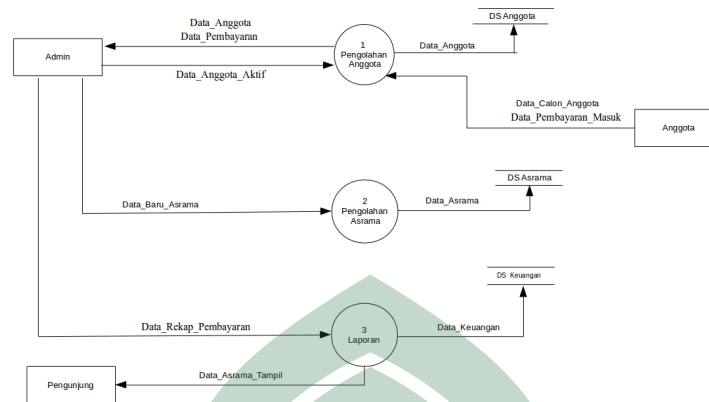 DS Anggota
Data_Anggota
Data_Pembayaran
1
Pengolahan
Anggota
Data_Anggota
Admin
Data_Anggota_Aktif
Data_Calon_Anggota
Data_Pembayaran_Masuk
Anggota
DS Asrama
Data_Baru_Asrama
2
Pengolahan
Asrama
Data_Asrama
DS Keuangan
Data_Rekap_Pembayaran
3
Laporan
Data_Keuangan
Data_Asrama_Tampil
Pengunjung